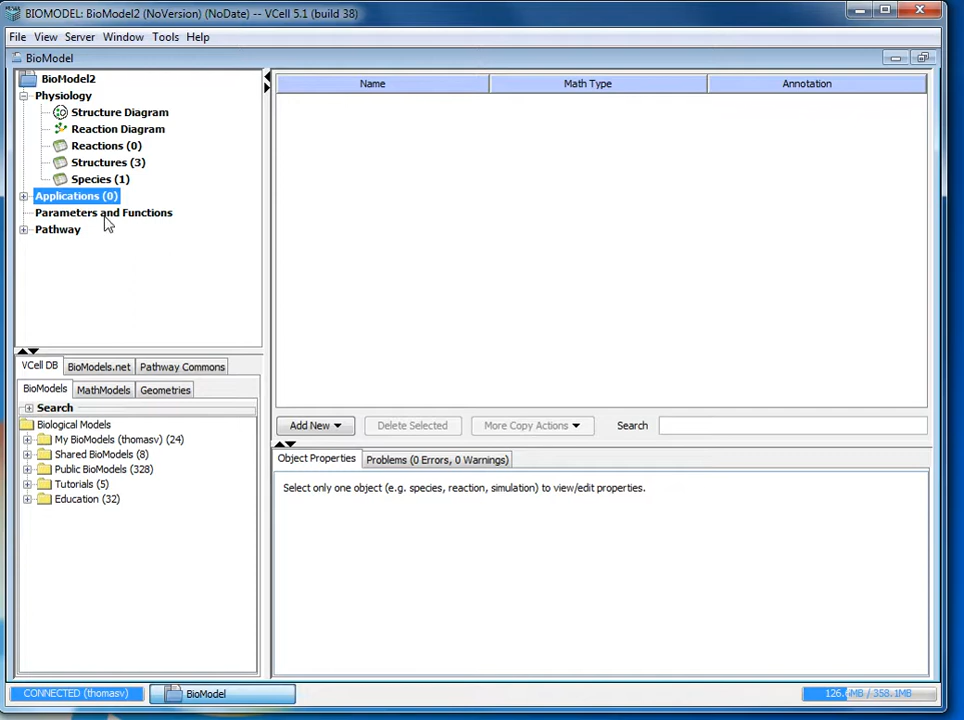 BIOMODEL: BioModel2 (NoVersion) (NoDate) -- VCell 5.1 (build 38)
File View Server Window Tools Help
BioModel
BioModel2
Physiology
Structure Diagram
Reaction Diagram
Reactions (0)
Structures (3)
Species (1)
Applications (0)
Parameters and Functions
Pathway
VCell DB BioModels.net Pathway Commons
BioModels MathModels Geometries
Search
Biological Models
My BioModels (thomasv) (24)
Shared BioModels (8)
Public BioModels (328)
Tutorials (5)
Education (32)
Name Math Type Annotation
Add New Delete Selected More Copy Actions Search
Object Properties Problems (0 Errors, 0 Warnings)
Select only one object (e.g. species, reaction, simulation) to view/edit properties.
CONNECTED (thomasv) BioModel / 358.1MB